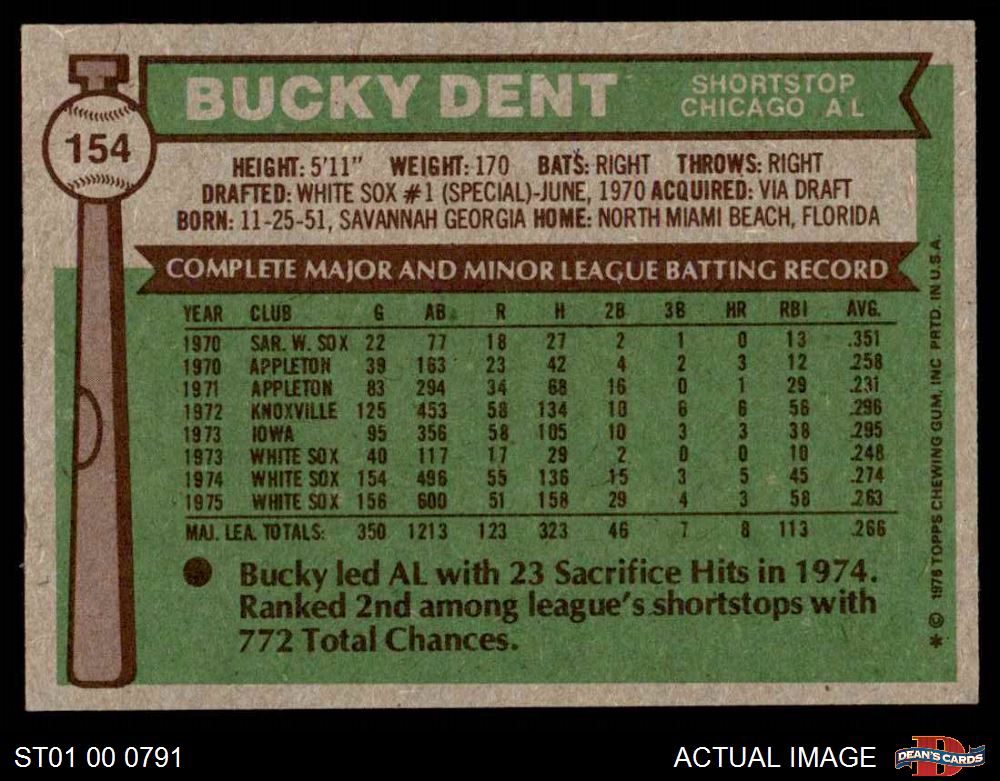 154
BUCKY DENT
SHORTSTOP
CHICAGO A L
HEIGHT: 5'11" WEIGHT: 170 BATS: RIGHT THROWS: RIGHT
DRAFTED: WHITE SOX #1 (SPECIAL)-JUNE, 1970 ACQUIRED: VIA DRAFT
BORN: 11-25-51, SAVANNAH GEORGIA HOME: NORTH MIAMI BEACH, FLORIDA
COMPLETE MAJOR AND MINOR LEAGUE BATTING RECORD
YEAR CLUB G AB R H 2B 3B HR RBI AVG.
1970 SAR. W. SOX 22 77 18 27 2 1 0 13 .351
1970 APPLETON 39 163 23 42 4 2 3 12 .258
1971 APPLETON 83 294 34 68 16 0 1 29 .231
1972 KNOXVILLE 125 453 58 134 10 6 6 56 .296
1973 IOWA 95 356 58 105 10 3 3 38 .295
1973 WHITE SOX 40 117 17 29 2 0 0 10 .248
1974 WHITE SOX 154 496 55 136 15 3 5 45 .274
1975 WHITE SOX 156 600 51 158 29 4 3 58 .263
MAJ. LEA. TOTALS: 350 1213 123 323 46 7 8 113 .266
Bucky led AL with 23 Sacrifice Hits in 1974.
Ranked 2nd among league's shortstops with
772 Total Chances.
* © 1976 TOPPS CHEWING GUM, INC PRTD. IN U.S.A.
ST01 00 0791
ACTUAL IMAGE
D
DEAN'S CARDS